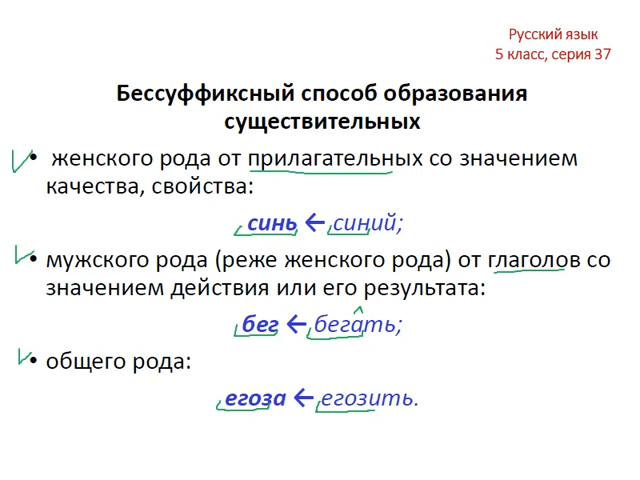 Русский язык
5 класс, серия 37
Бессуффиксный способ образования
существительных
• женского рода от прилагательных со значением
качества, свойства:
синь ← синий;
• мужского рода (реже женского рода) от глаголов со
значением действия или его результата:
бег ← бегать;
• общего рода:
егоза ← егозить.